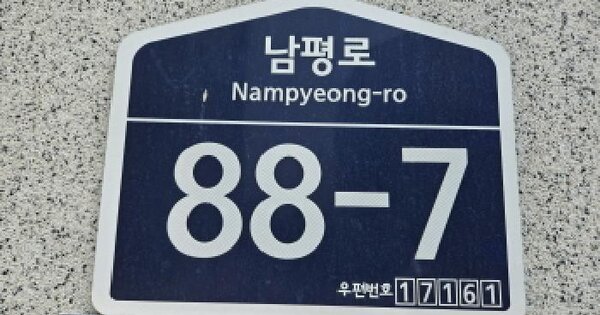 남평로
Nampyeong-ro
88-7
우편번호 17161